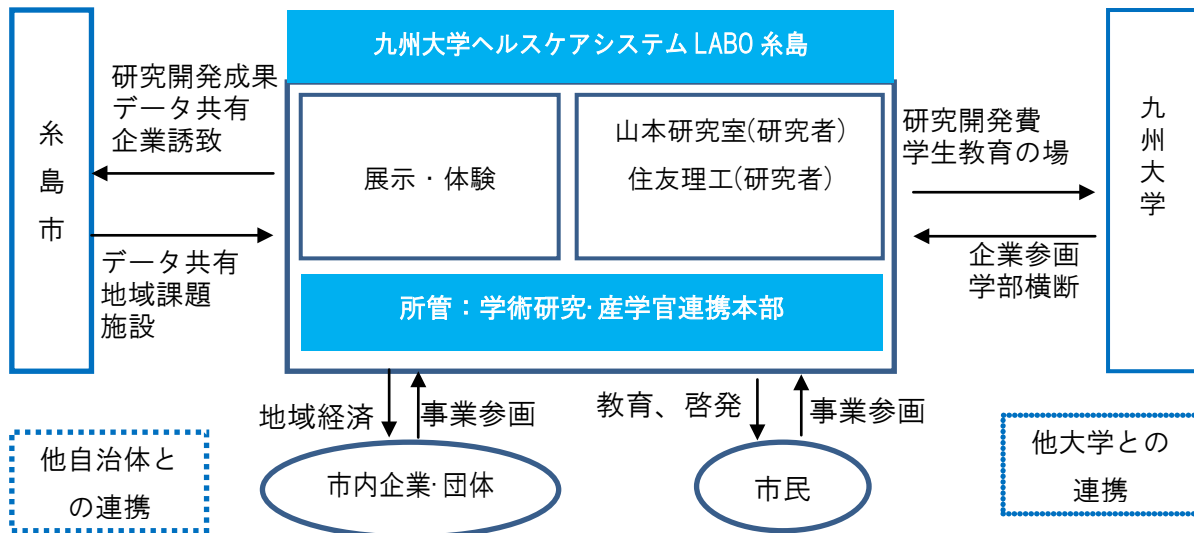 九州大学ヘルスケアシステム LABO 糸島
糸島市
研究開発成果
データ共有
企業誘致
データ共有
地域課題
施設
展示・体験
山本研究室(研究者)
住友理工(研究者)
所管：学術研究・産学官連携本部
研究開発費
学生教育の場
企業参画
学部横断
九州大学
地域経済
事業参画
教育、啓発
事業参画
他自治体と
の連携
市内企業・団体
市民
他大学との
連携